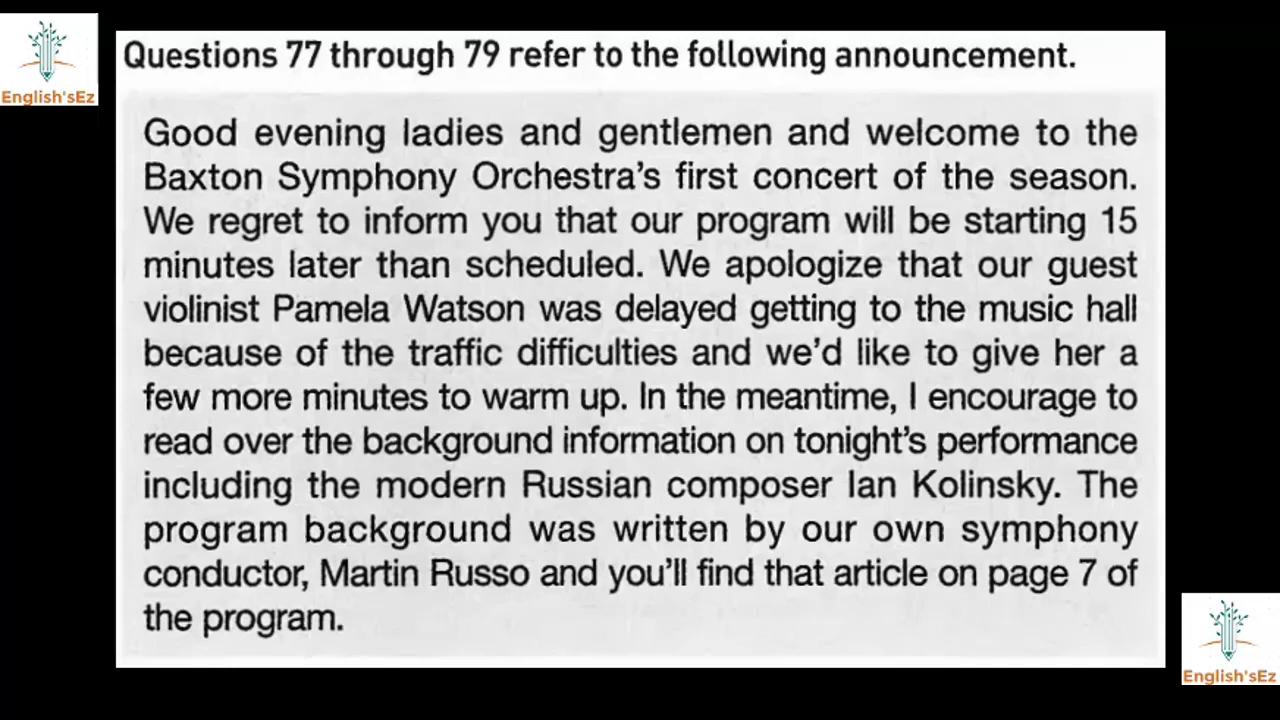 Questions 77 through 79 refer to the following announcement.
Good evening ladies and gentlemen and welcome to the
Baxton Symphony Orchestra's first concert of the season.
We regret to inform you that our program will be starting 15
minutes later than scheduled. We apologize that our guest
violinist Pamela Watson was delayed getting to the music hall
because of the traffic difficulties and we'd like to give her a
few more minutes to warm up. In the meantime, I encourage to
read over the background information on tonight's performance
including the modern Russian composer Ian Kolinsky. The
program background was written by our own symphony
conductor, Martin Russo and you'll find that article on page 7 of
the program.
English'sEz
English'sEz